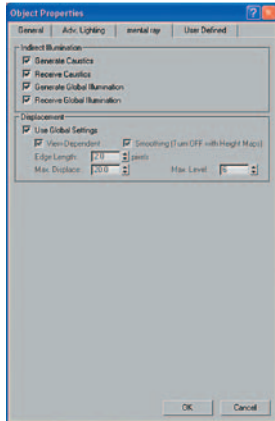 Object Properties
General Adv. Lighting mental ray User Defined
Indirect Illumination
Generate Caustics
Receive Caustics
Generate Global Illumination
Receive Global Illumination
Displacement
Use Global Settings
View-Dependent Smoothing (Turn OFF with Height Maps)
Edge Length: 2.0 pixels
Max. Displace.: 20.0 Max. Level: 6
OK Cancel